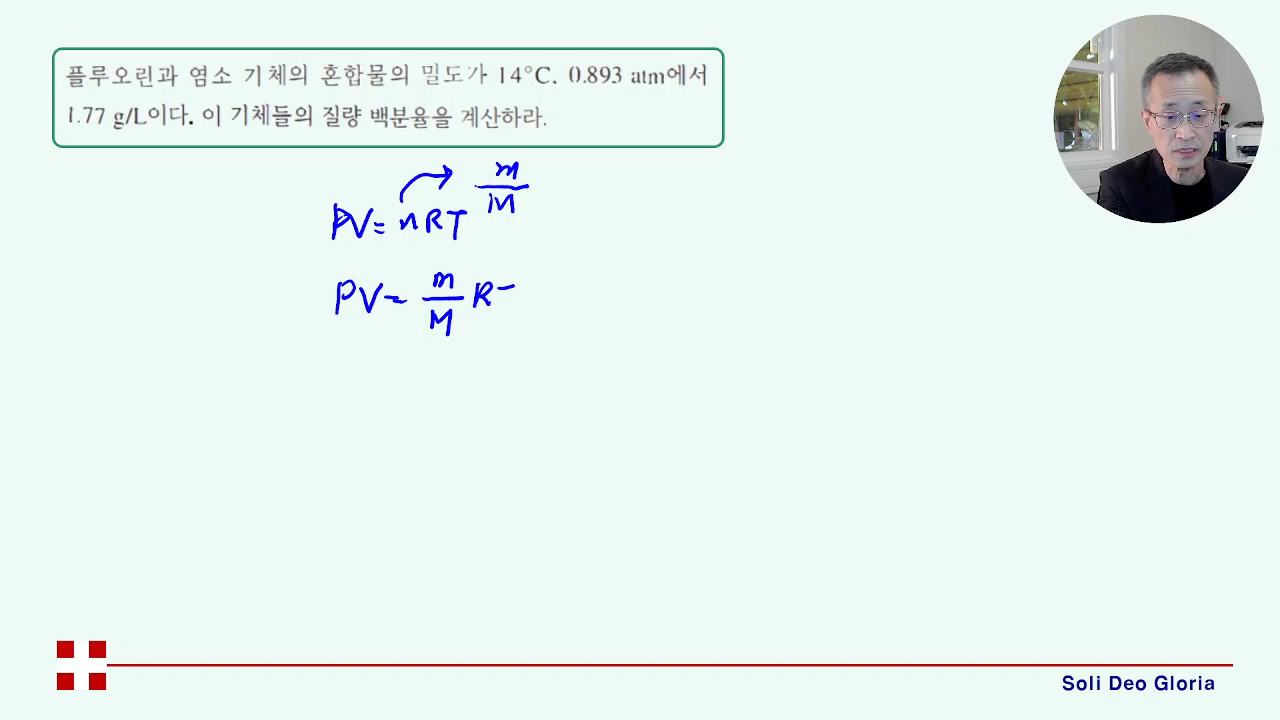 플루오린과 염소 기체의 혼합물의 밀도가 14°C, 0.893 atm에서
1.77 g/L이다. 이 기체들의 질량 백분율을 계산하라.
m
M
PV = nRT
PV = m/M R
Soli Deo Gloria